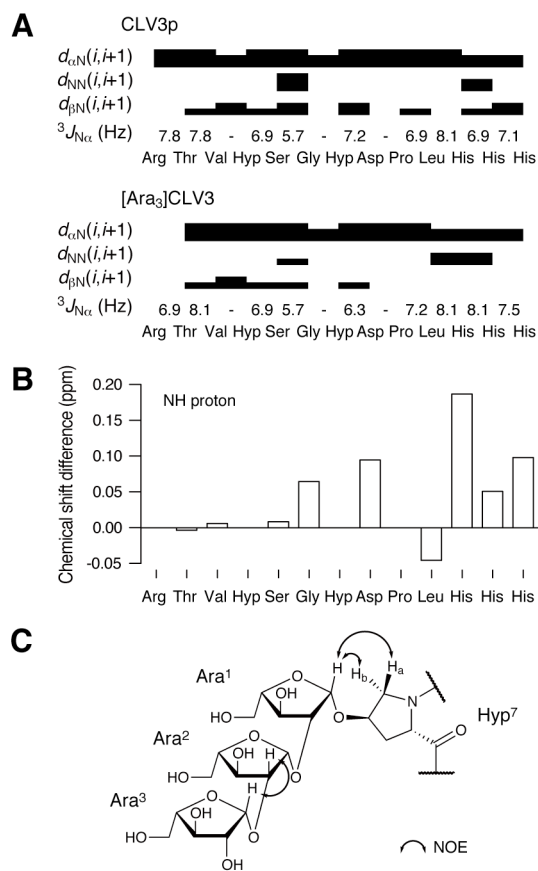 A
CLV3p
dαN(i,i+1)
dNN(i,i+1)
dβN(i,i+1)
³JNα (Hz) 7.8 7.8 - 6.9 5.7 - 7.2 - 6.9 8.1 6.9 7.1
Arg Thr Val Hyp Ser Gly Hyp Asp Pro Leu His His His
[Ara₃]CLV3
dαN(i,i+1)
dNN(i,i+1)
dβN(i,i+1)
³JNα (Hz) 6.9 8.1 - 6.9 5.7 - 6.3 - 7.2 8.1 8.1 7.5
Arg Thr Val Hyp Ser Gly Hyp Asp Pro Leu His His His
B
Chemical shift difference (ppm)
NH proton
0.20
0.15
0.10
0.05
0.00
-0.05
Arg Thr Val Hyp Ser Gly Hyp Asp Pro Leu His His His
C
H Hb Ha
Ara¹ O OH HO O N Hyp⁷ O
Ara² O OH H HO O
Ara³ O H OH HO O
OH
NOE